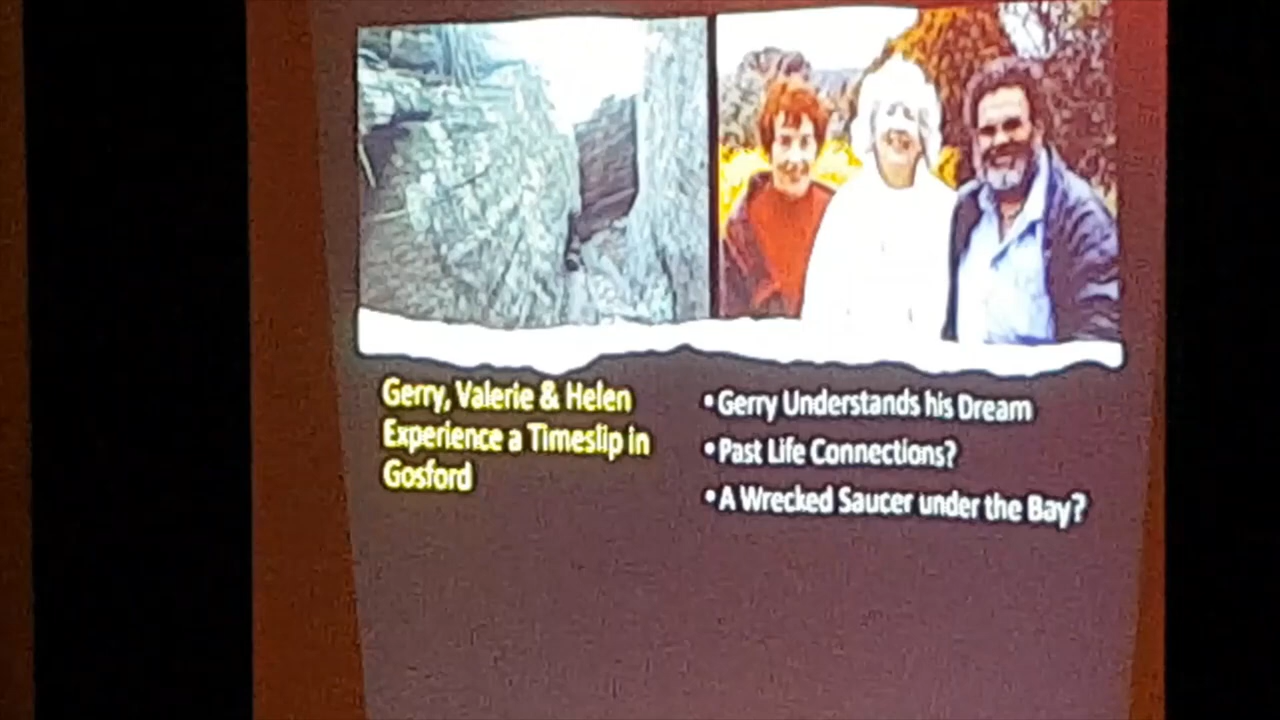 Gerry, Valerie & Helen
Experience a Timeslip in
Gosford
• Gerry Understands his Dream
• Past Life Connections?
• A Wrecked Saucer under the Bay?